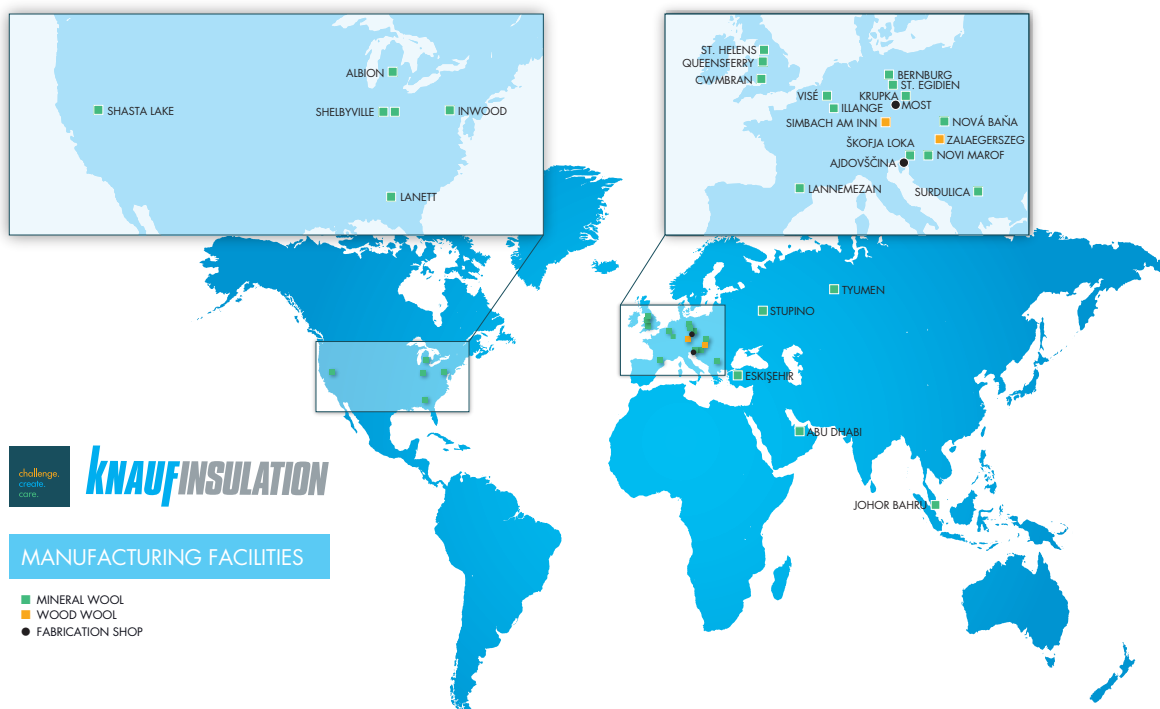 ALBION
SHASTA LAKE
SHELBYVILLE
INWOOD
LANETT
ST. HELENS
QUEENSFERRY
CWMBRAN
BERNBURG
ST. EGIDIEN
VISÉ
KRUPKA
ILLANGE
MOST
SIMBACH AM INN
NOVÁ BAŇA
ZALAEGERSZEG
ŠKOFJA LOKA
NOVI MAROF
AJDOVŠČINA
LANNEMEZAN
SURDULICA
TYUMEN
STUPINO
ESKIŞEHIR
ABU DHABI
JOHOR BAHRU
challenge.
create.
care.
KNAUFINSULATION
MANUFACTURING FACILITIES
MINERAL WOOL
WOOD WOOL
FABRICATION SHOP